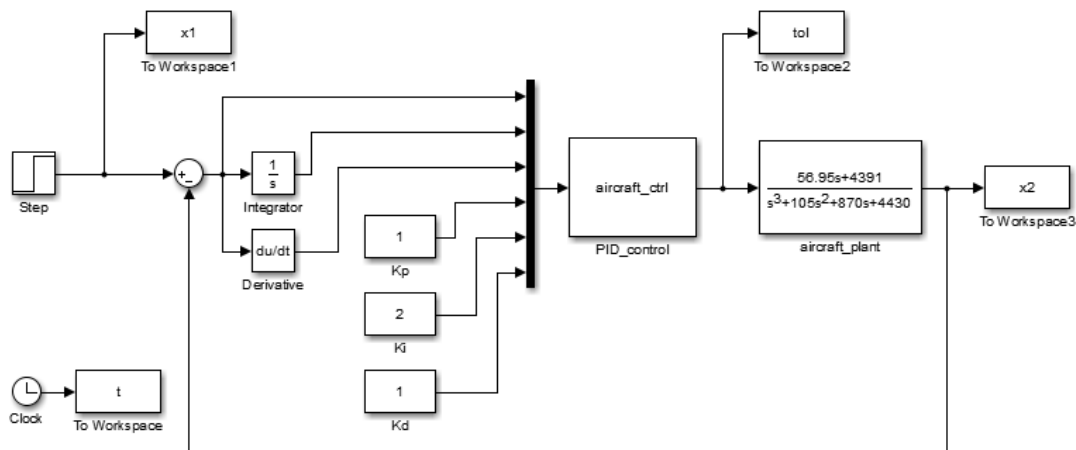 x1
To Workspace1
tol
To Workspace2
Step
+
-
1
s
Integrator
du/dt
Derivative
1
Kp
2
Ki
1
Kd
aircraft_ctrl
PID_control
56.95s+4391
s³+105s²+870s+4430
aircraft_plant
x2
To Workspace3
Clock
t
To Workspace